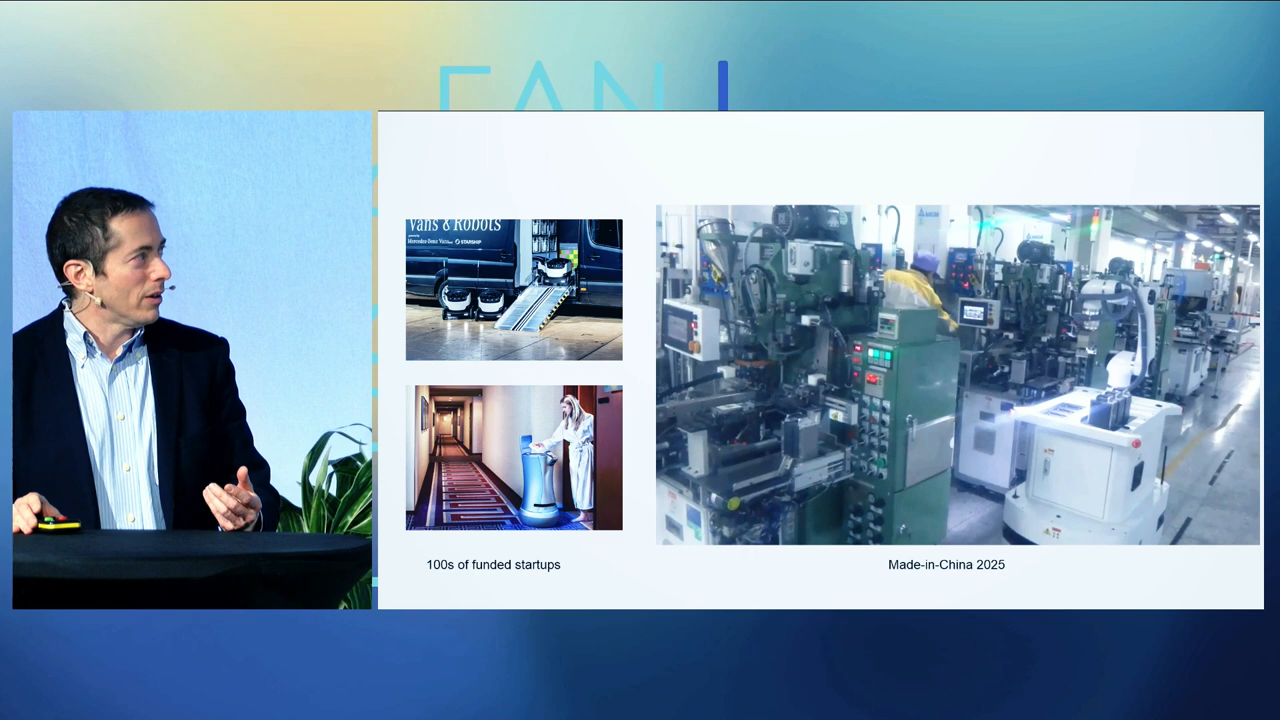 Vans & Robots
Mercedes-Benz Vans
STARSHIP
100s of funded startups
Made-in-China 2025